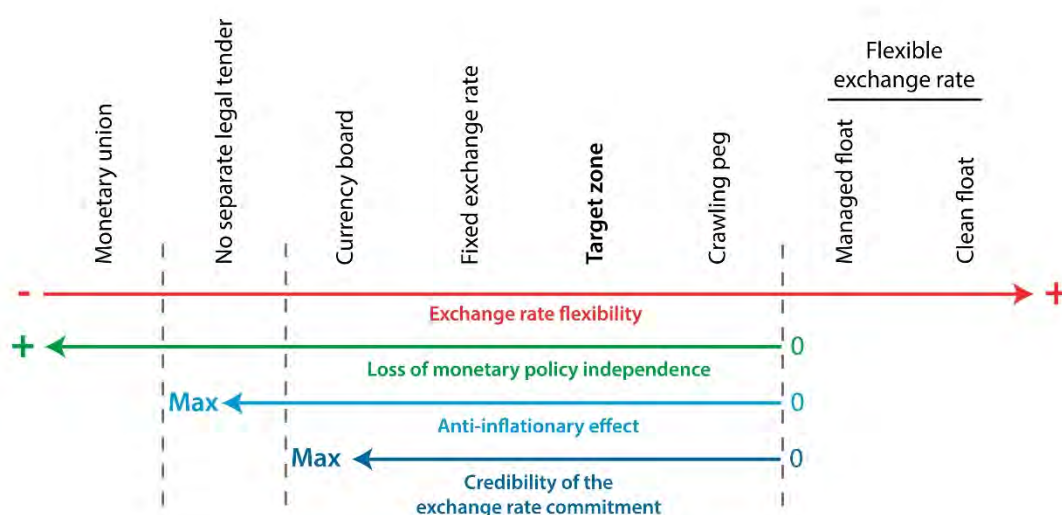 Flexible
exchange rate
Monetary union
No separate legal tender
Currency board
Fixed exchange rate
Target zone
Crawling peg
Managed float
Clean float
- +
Exchange rate flexibility
+ 0
Loss of monetary policy independence
Max 0
Anti-inflationary effect
Max 0
Credibility of the
exchange rate commitment